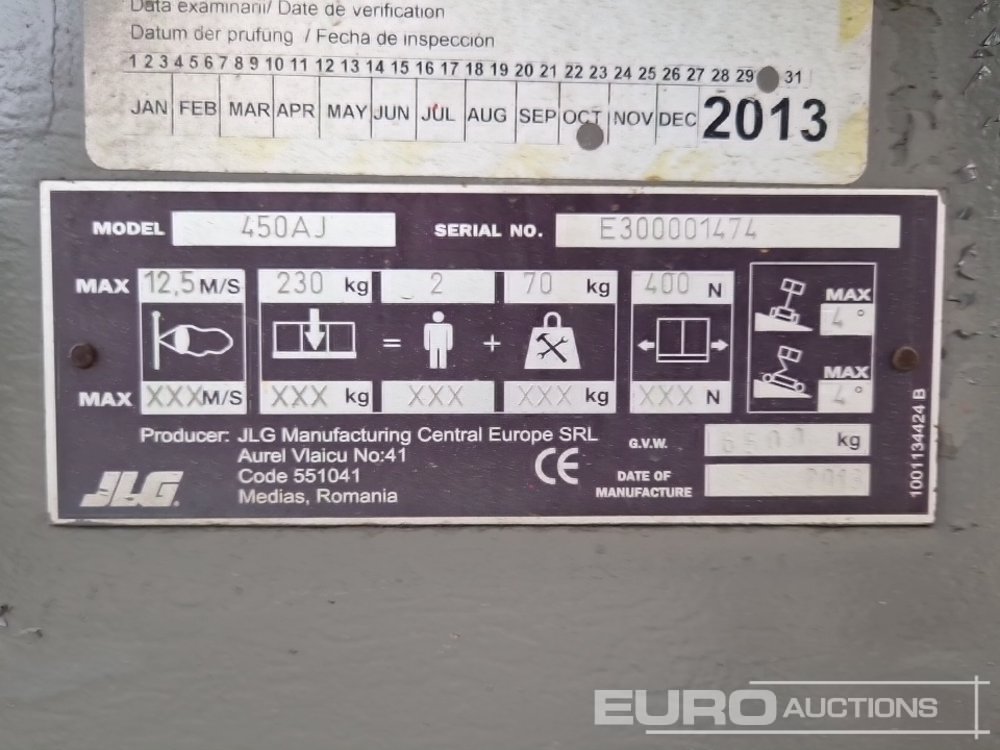 Data examinarii/ Date de verification
Datum der prufung / Fecha de inspección
1 2 3 4 5 6 7 8 9 10 11 12 13 14 15 16 17 18 19 20 21 22 23 24 25 26 27 28 29 31
JAN FEB MAR APR MAY JUN JUL AUG SEP OCT NOV DEC 2013
MODEL 450AJ SERIAL NO. E300001474
MAX 12,5 M/S 230 kg 2 70 kg 400 N MAX 4°
= + MAX 4°
MAX XXX M/S XXX kg XXX XXX kg XXX N
Producer: JLG Manufacturing Central Europe SRL
Aurel Vlaicu No:41
Code 551041
Medias, Romania
JLG
CE
G.V.W. 6500 kg
DATE OF MANUFACTURE 2013
1001134424 B
EURO AUCTIONS